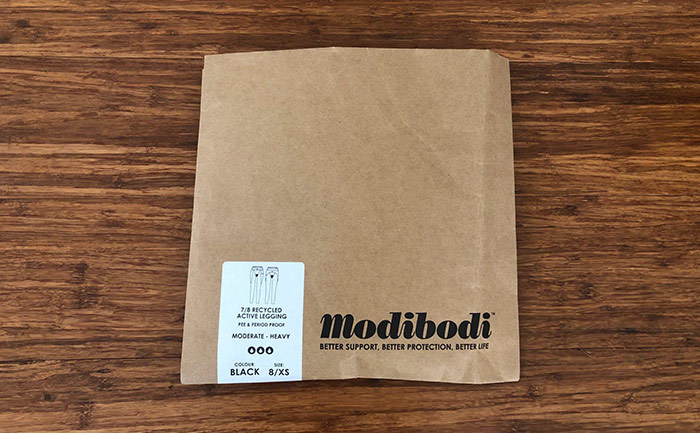 7/8 RECYCLED
ACTIVE LEGGING
PEE & PERIOD PROOF
MODERATE - HEAVY
COLOUR SIZE
BLACK 8/XS
Modibodi™
BETTER SUPPORT, BETTER PROTECTION, BETTER LIFE